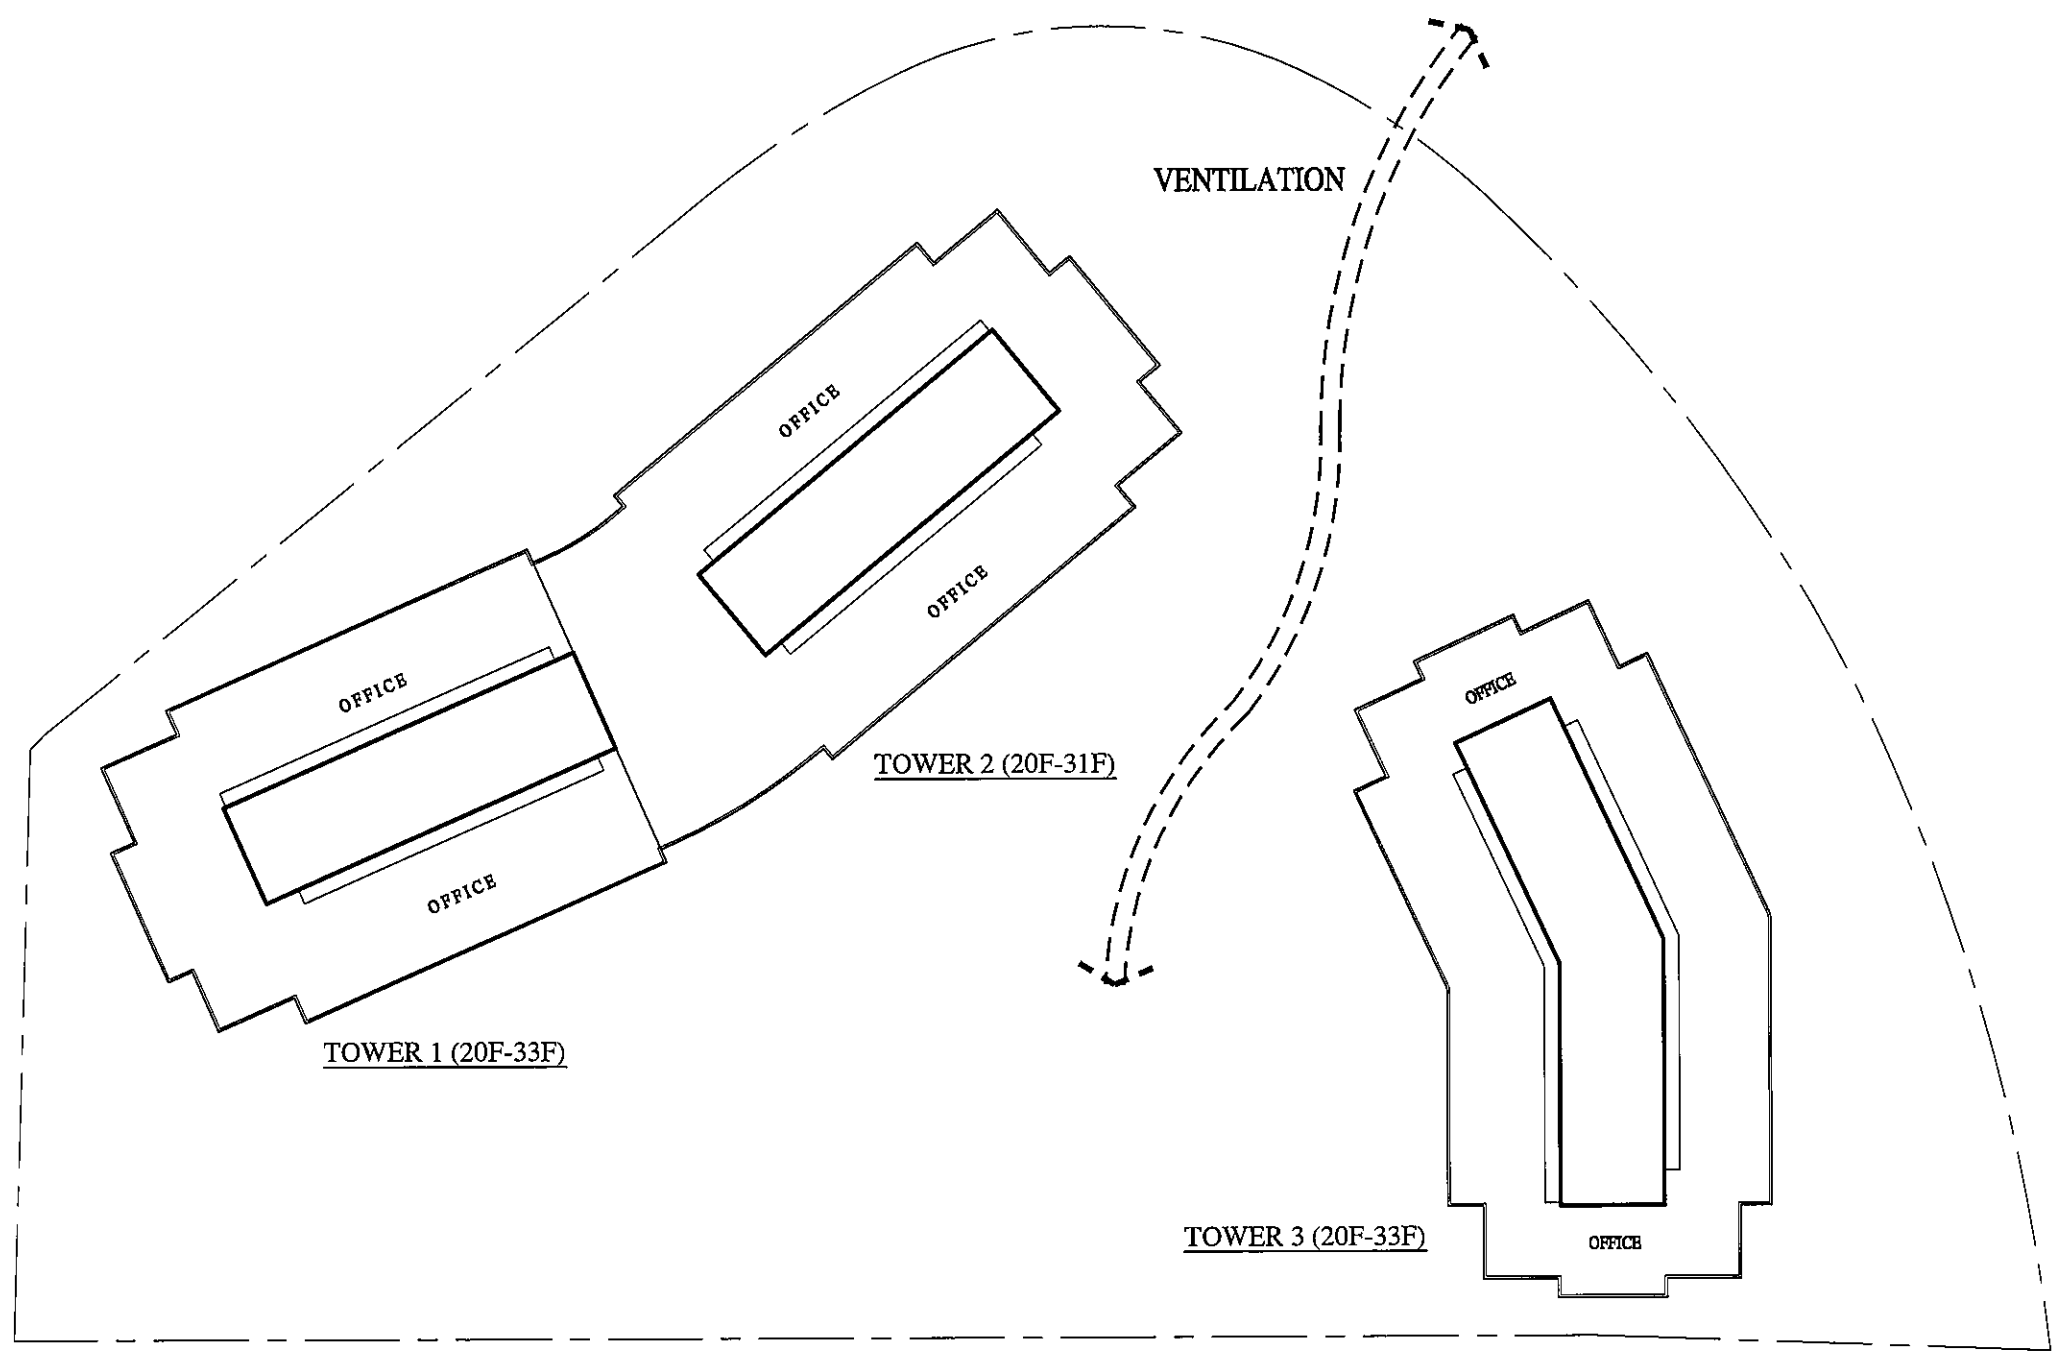 VENTILATION
OFFICE
OFFICE
TOWER 2 (20F-31F)
OFFICE
OFFICE
TOWER 1 (20F-33F)
OFFICE
TOWER 3 (20F-33F)
OFFICE